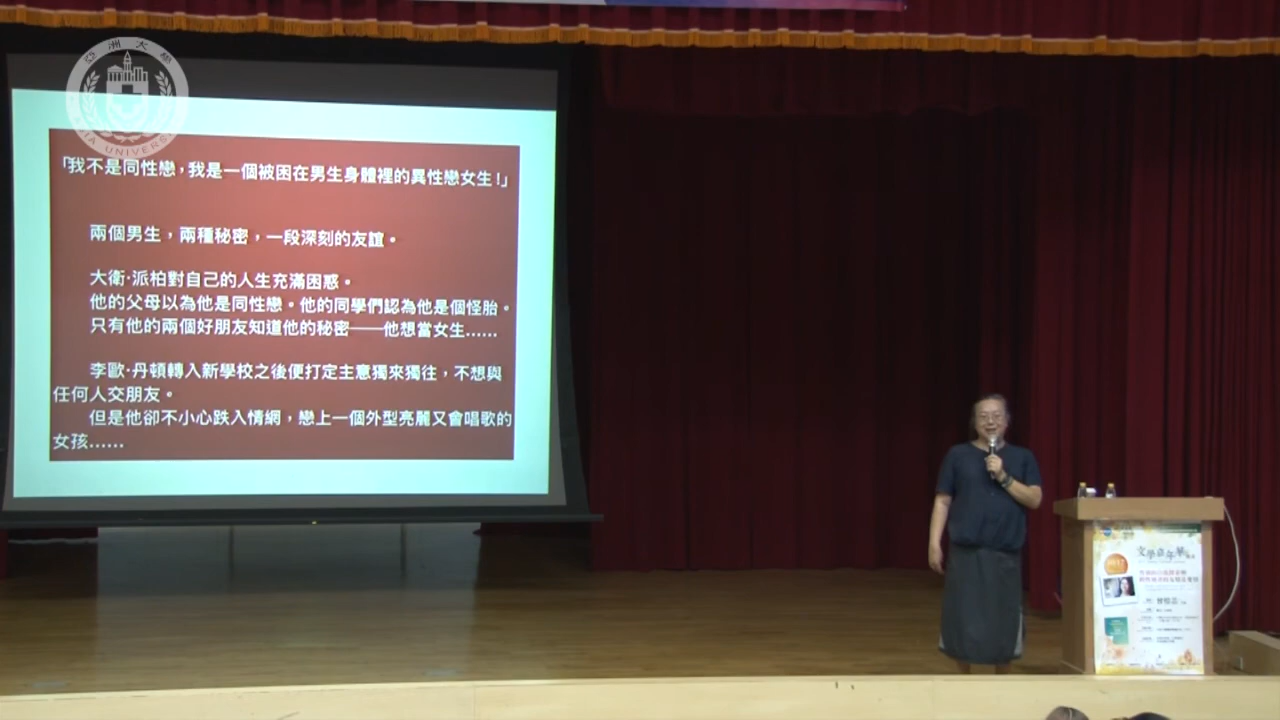 亞洲大學
ASIA UNIVERSITY
「我不是同性戀，我是一個被困在男生身體裡的異性戀女生！」
兩個男生，兩種秘密，一段深刻的友誼。
大衛·派柏對自己的人生充滿困惑。
他的父母以為他是同性戀。他的同學們認為他是個怪胎。
只有他的兩個好朋友知道他的秘密──他想當女生……
李歐·丹頓轉入新學校之後便打定主意獨來獨往，不想與
任何人交朋友。
但是他卻不小心跌入情網，戀上一個外型亮麗又會唱歌的
女孩……
文學嘉年華